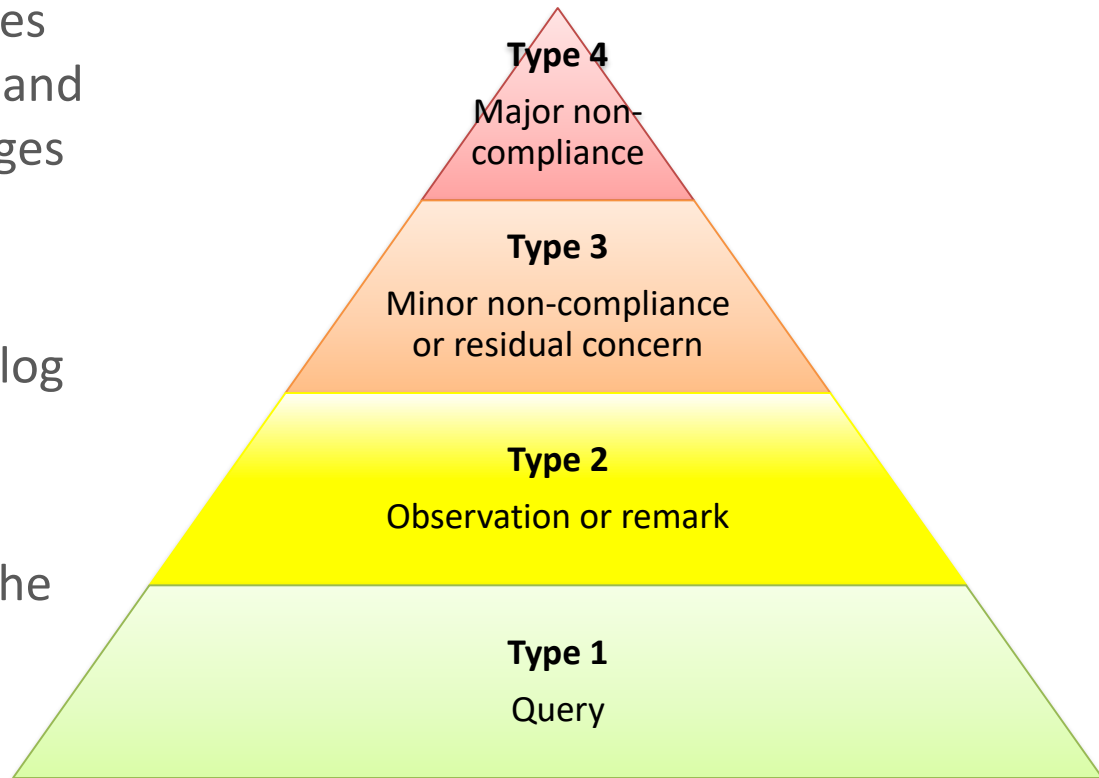 es
and
ges
log
he
Type 4
Major non-
compliance
Type 3
Minor non-compliance
or residual concern
Type 2
Observation or remark
Type 1
Query